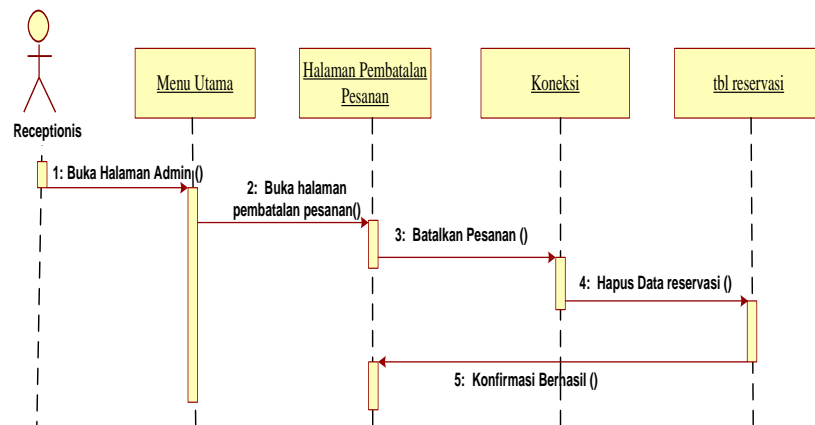 Menu Utama
Halaman Pembatalan
Pesanan
Koneksi
tbl reservasi
Receptionis
1: Buka Halaman Admin ()
2: Buka halaman
pembatalan pesanan()
3: Batalkan Pesanan ()
4: Hapus Data reservasi ()
5: Konfirmasi Berhasil ()